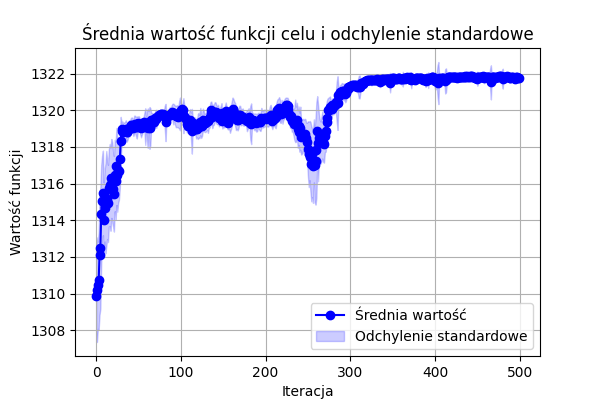 Średnia wartość funkcji celu i odchylenie standardowe
Wartość funkcji
1322
1320
1318
1316
1314
1312
1310
1308
0 100 200 300 400 500
Iteracja
Średnia wartość
Odchylenie standardowe